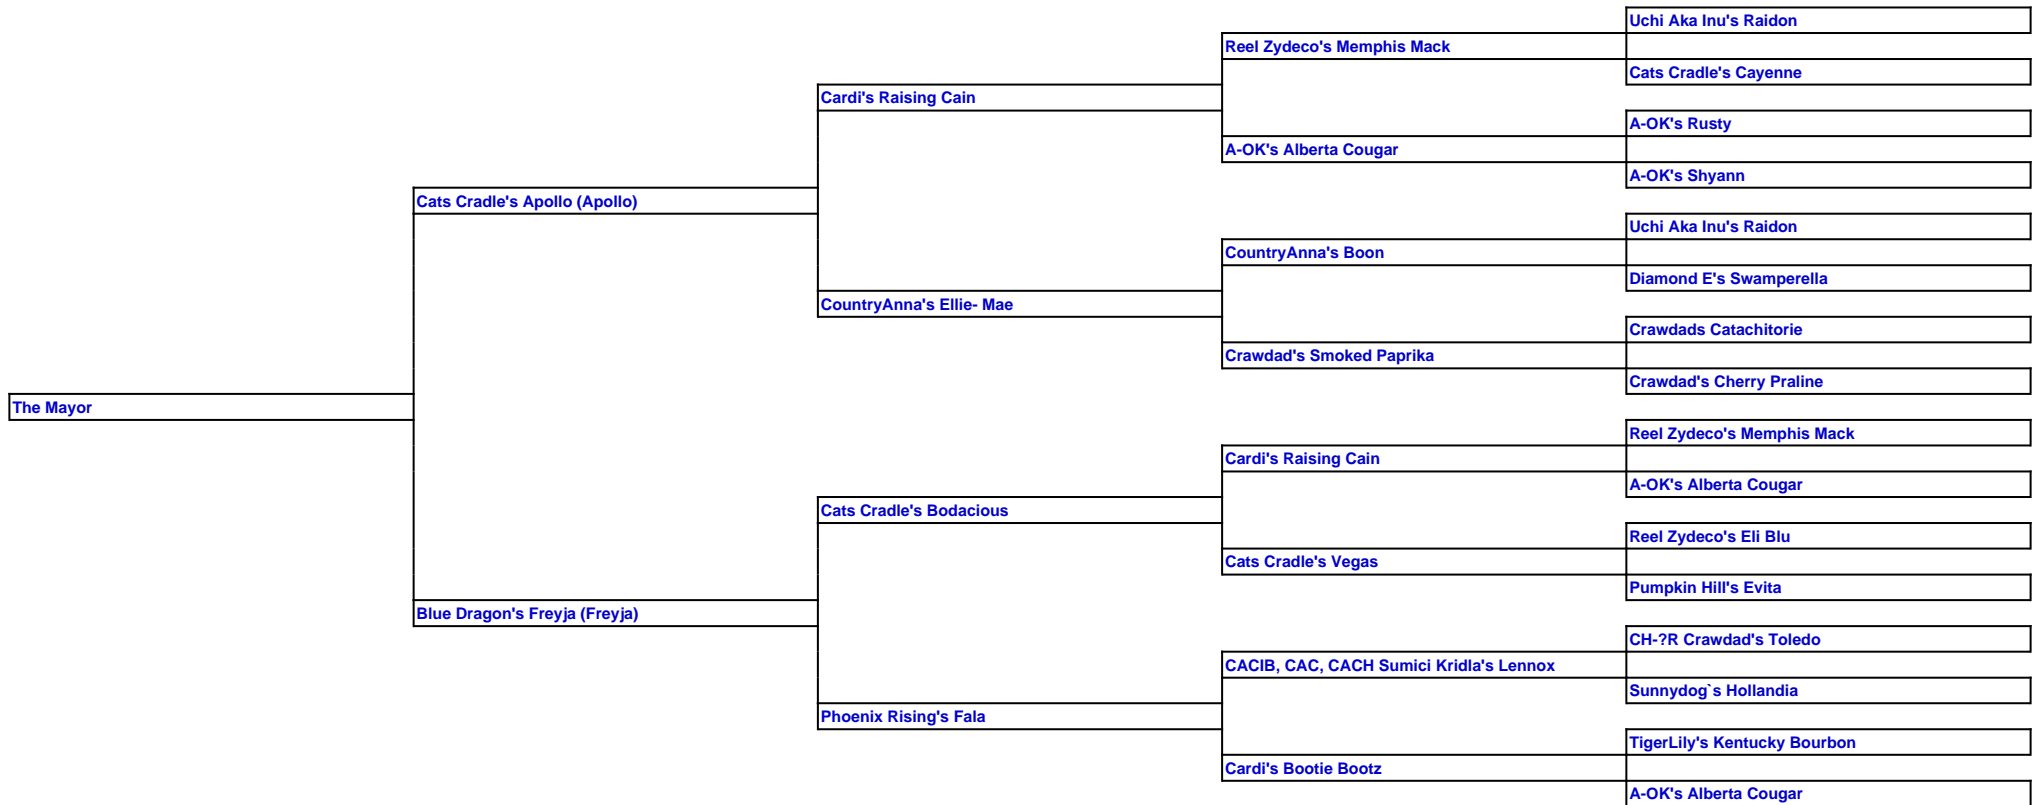 Uchi Aka Inu's Raidon
Reel Zydeco's Memphis Mack
Cats Cradle's Cayenne
Cardi's Raising Cain
A-OK's Rusty
A-OK's Alberta Cougar
A-OK's Shyann
Cats Cradle's Apollo (Apollo)
Uchi Aka Inu's Raidon
CountryAnna's Boon
Diamond E's Swamperella
CountryAnna's Ellie- Mae
Crawdads Catachitorie
Crawdad's Smoked Paprika
Crawdad's Cherry Praline
The Mayor
Reel Zydeco's Memphis Mack
Cardi's Raising Cain
A-OK's Alberta Cougar
Cats Cradle's Bodacious
Reel Zydeco's Eli Blu
Cats Cradle's Vegas
Pumpkin Hill's Evita
Blue Dragon's Freyja (Freyja)
CH-?R Crawdad's Toledo
CACIB, CAC, CACH Sumici Kridla's Lennox
Sunnydog`s Hollandia
Phoenix Rising's Fala
TigerLily's Kentucky Bourbon
Cardi's Bootie Bootz
A-OK's Alberta Cougar